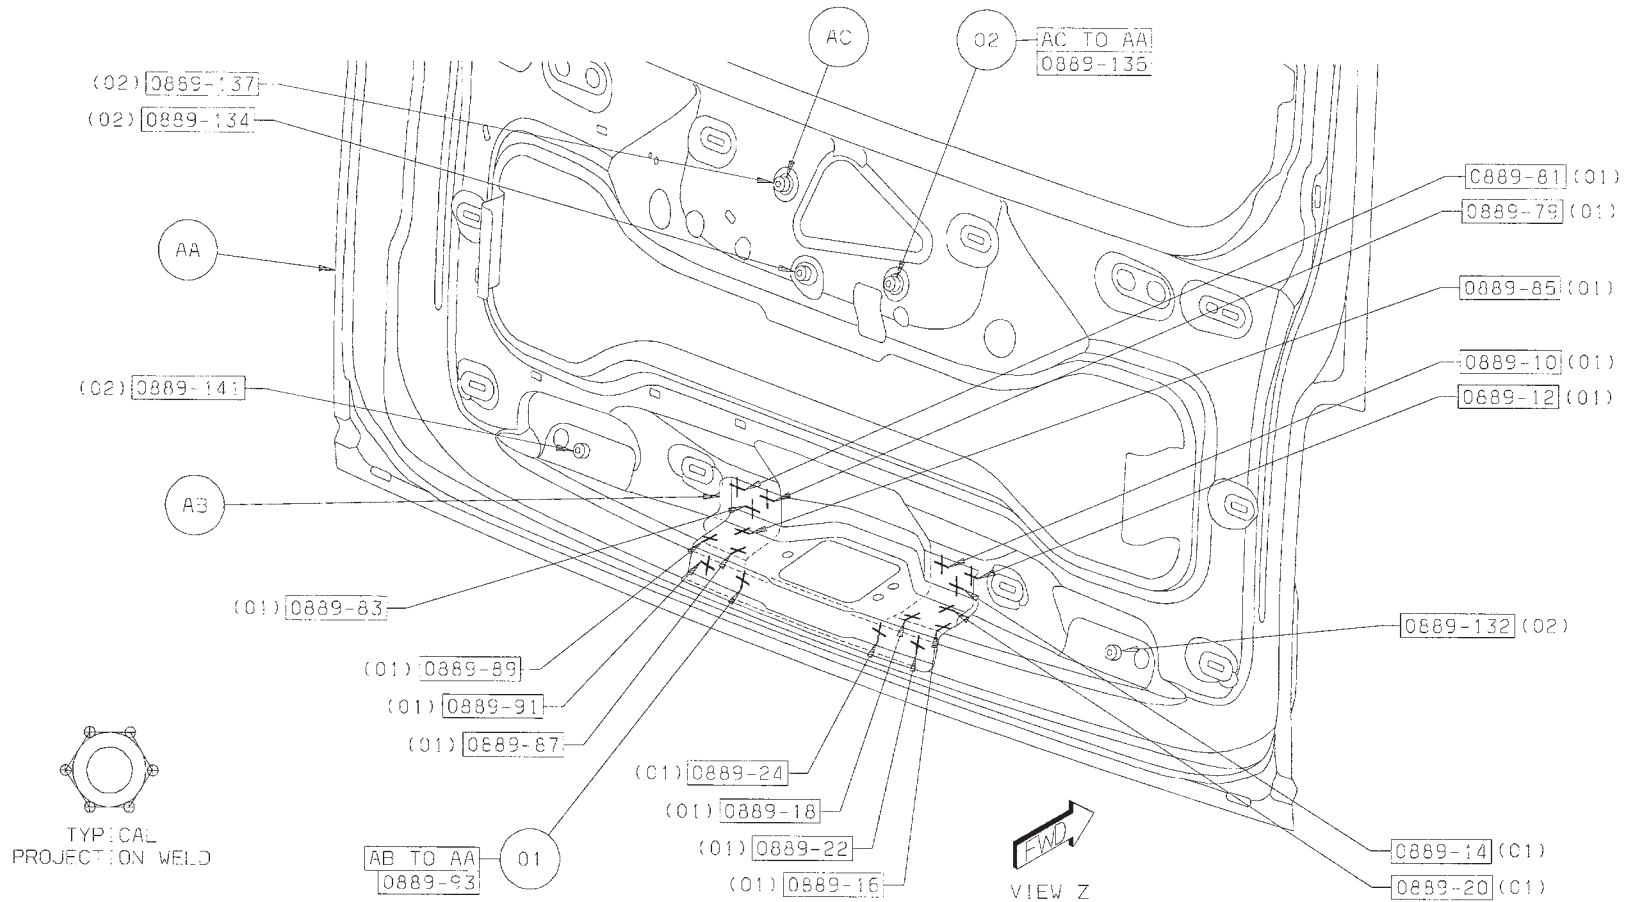 AC
02
AC TO AA
0889-136
(02) 0889-137
(02) 0889-134
C889-81 (01)
0889-79 (01)
AA
0889-85 (01)
0889-10 (01)
(02) 0889-141
0889-12 (01)
AB
(01) 0889-83
0889-132 (02)
(01) 0889-89
(01) 0889-91
(01) 0889-87
(01) 0889-24
(01) 0889-18
TYPICAL
PROJECTION WELD
AB TO AA
0889-93
01
(01) 0889-22
(01) 0889-16
FWD
VIEW Z
0889-14 (01)
0889-20 (01)